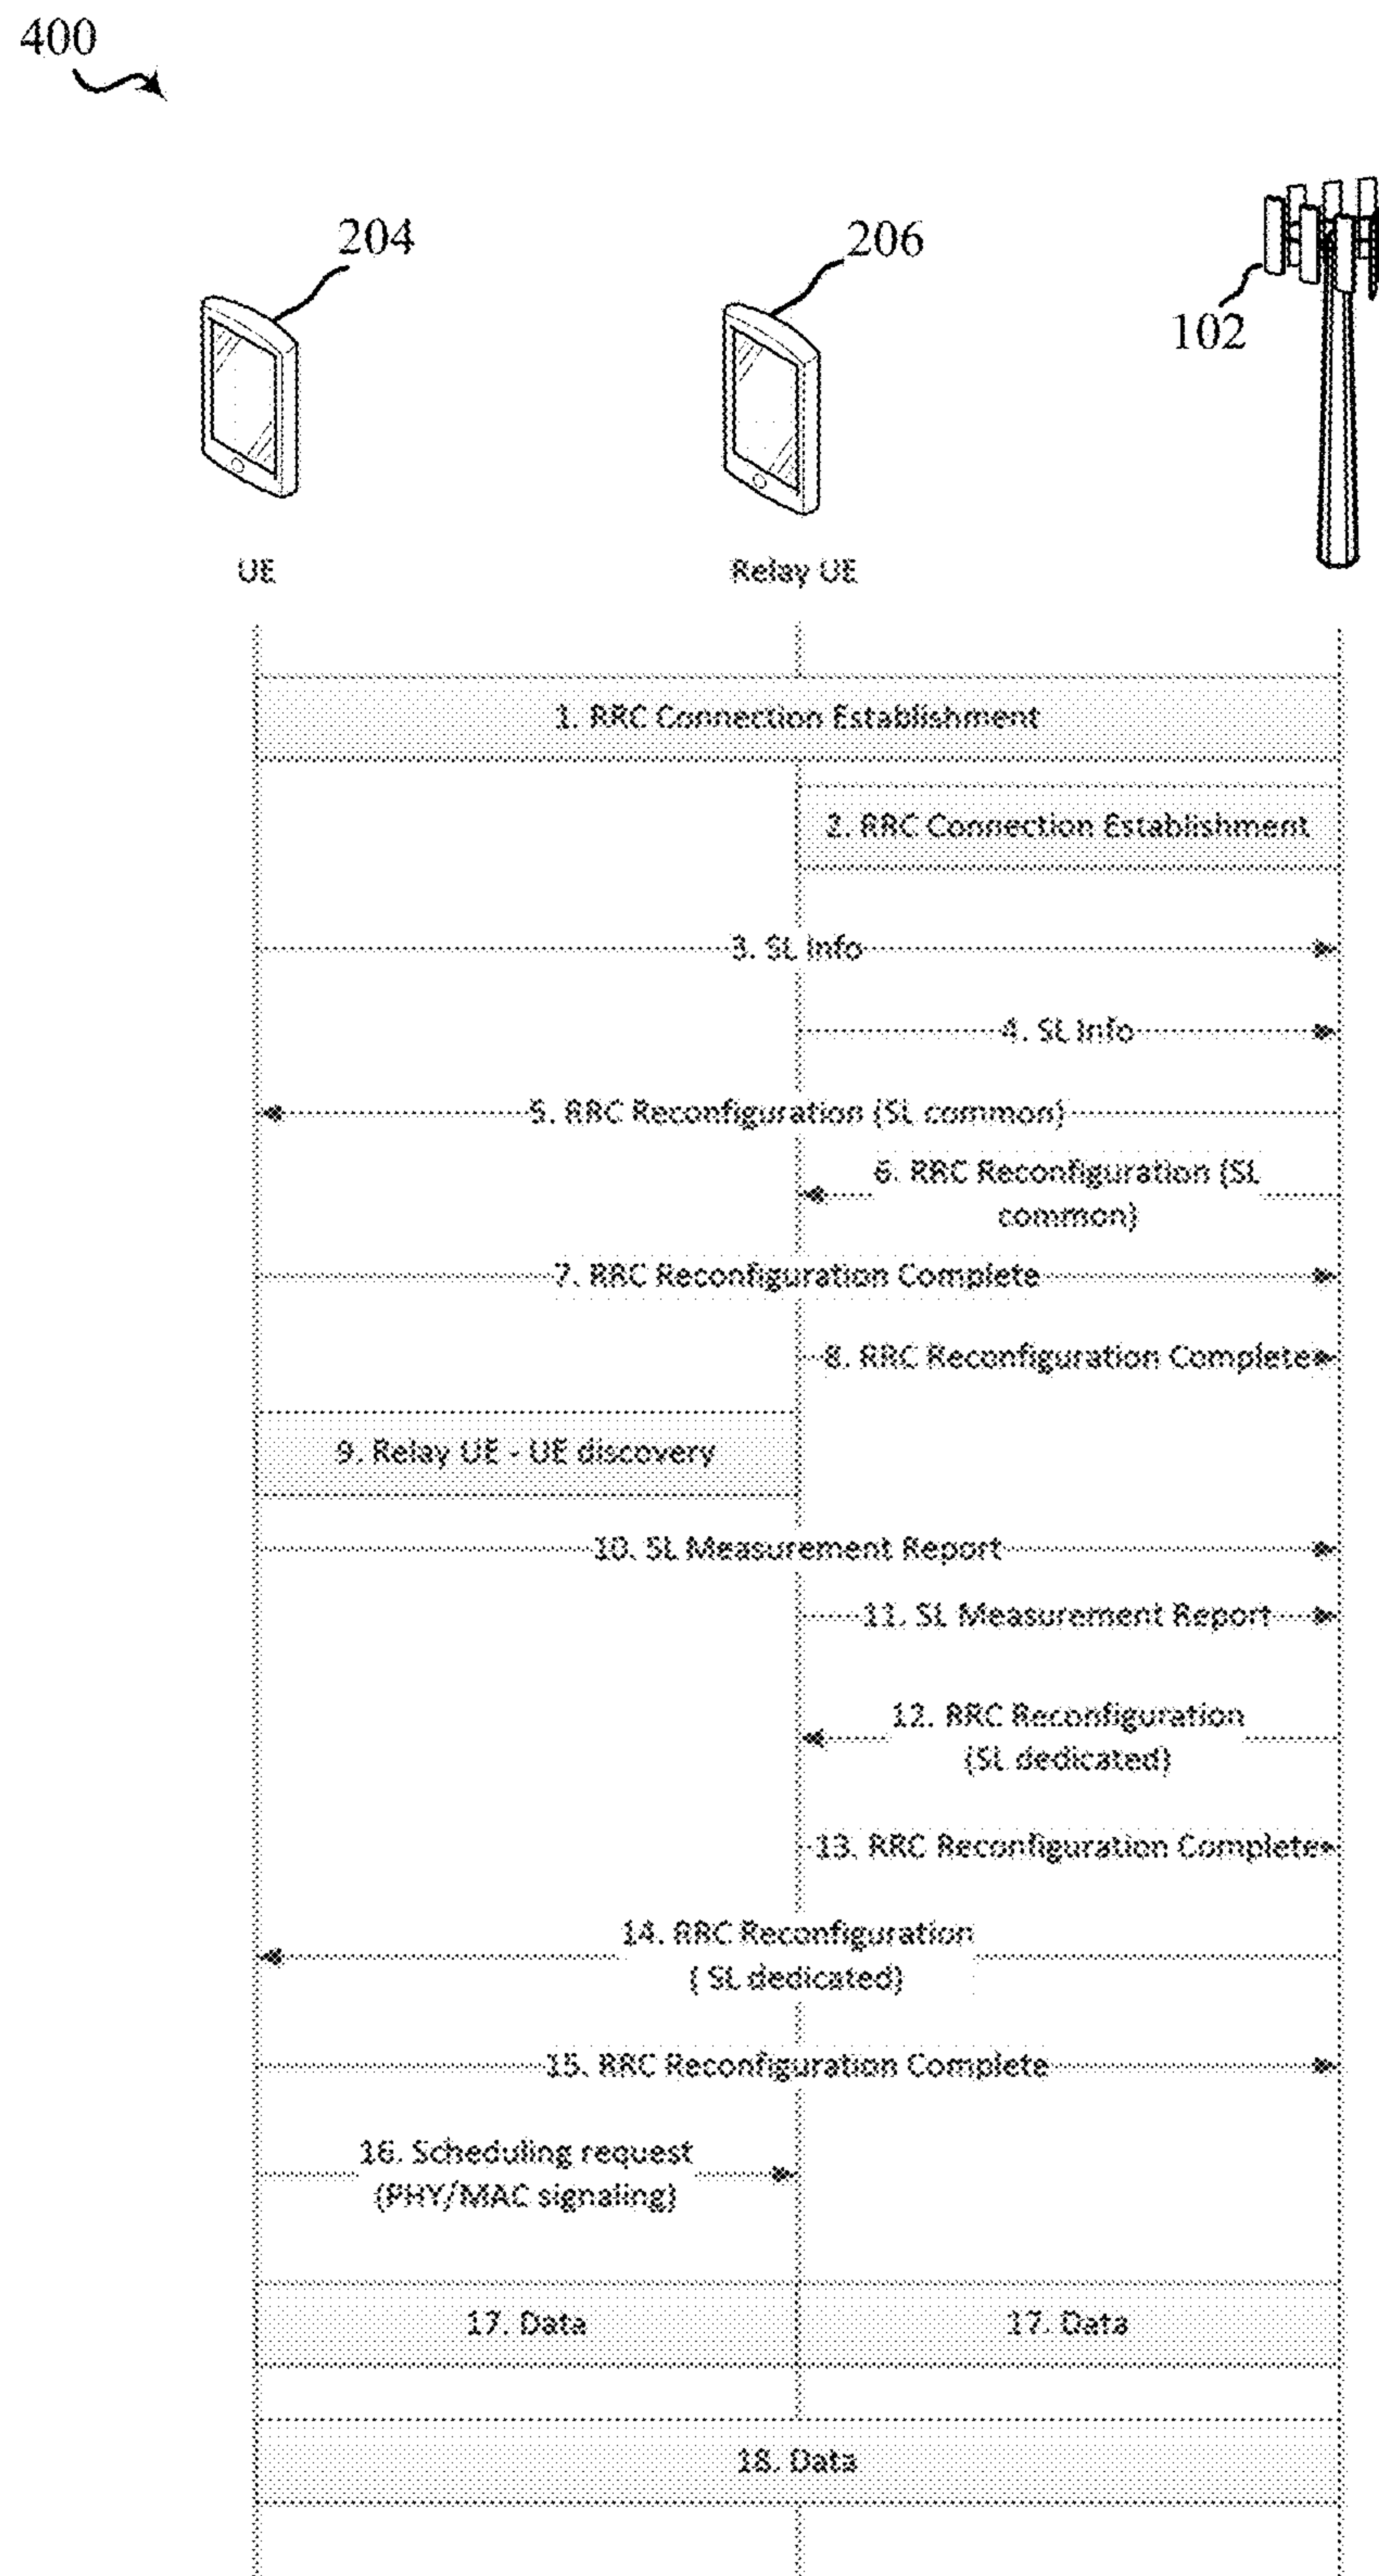 400
204
206
102
UE
Relay UE
1. RRC Connection Establishment
2. RRC Connection Establishment
3. SL Info
4. SL Info
5. RRC Reconfiguration (SL common)
6. RRC Reconfiguration (SL
common)
7. RRC Reconfiguration Complete
8. RRC Reconfiguration Complete
9. Relay UE - UE discovery
10. SL Measurement Report
11. SL Measurement Report
12. RRC Reconfiguration
(SL dedicated)
13. RRC Reconfiguration Complete
14. RRC Reconfiguration
( SL dedicated)
15. RRC Reconfiguration Complete
16. Scheduling request
(PHY/MAC signaling)
17. Data
17. Data
18. Data